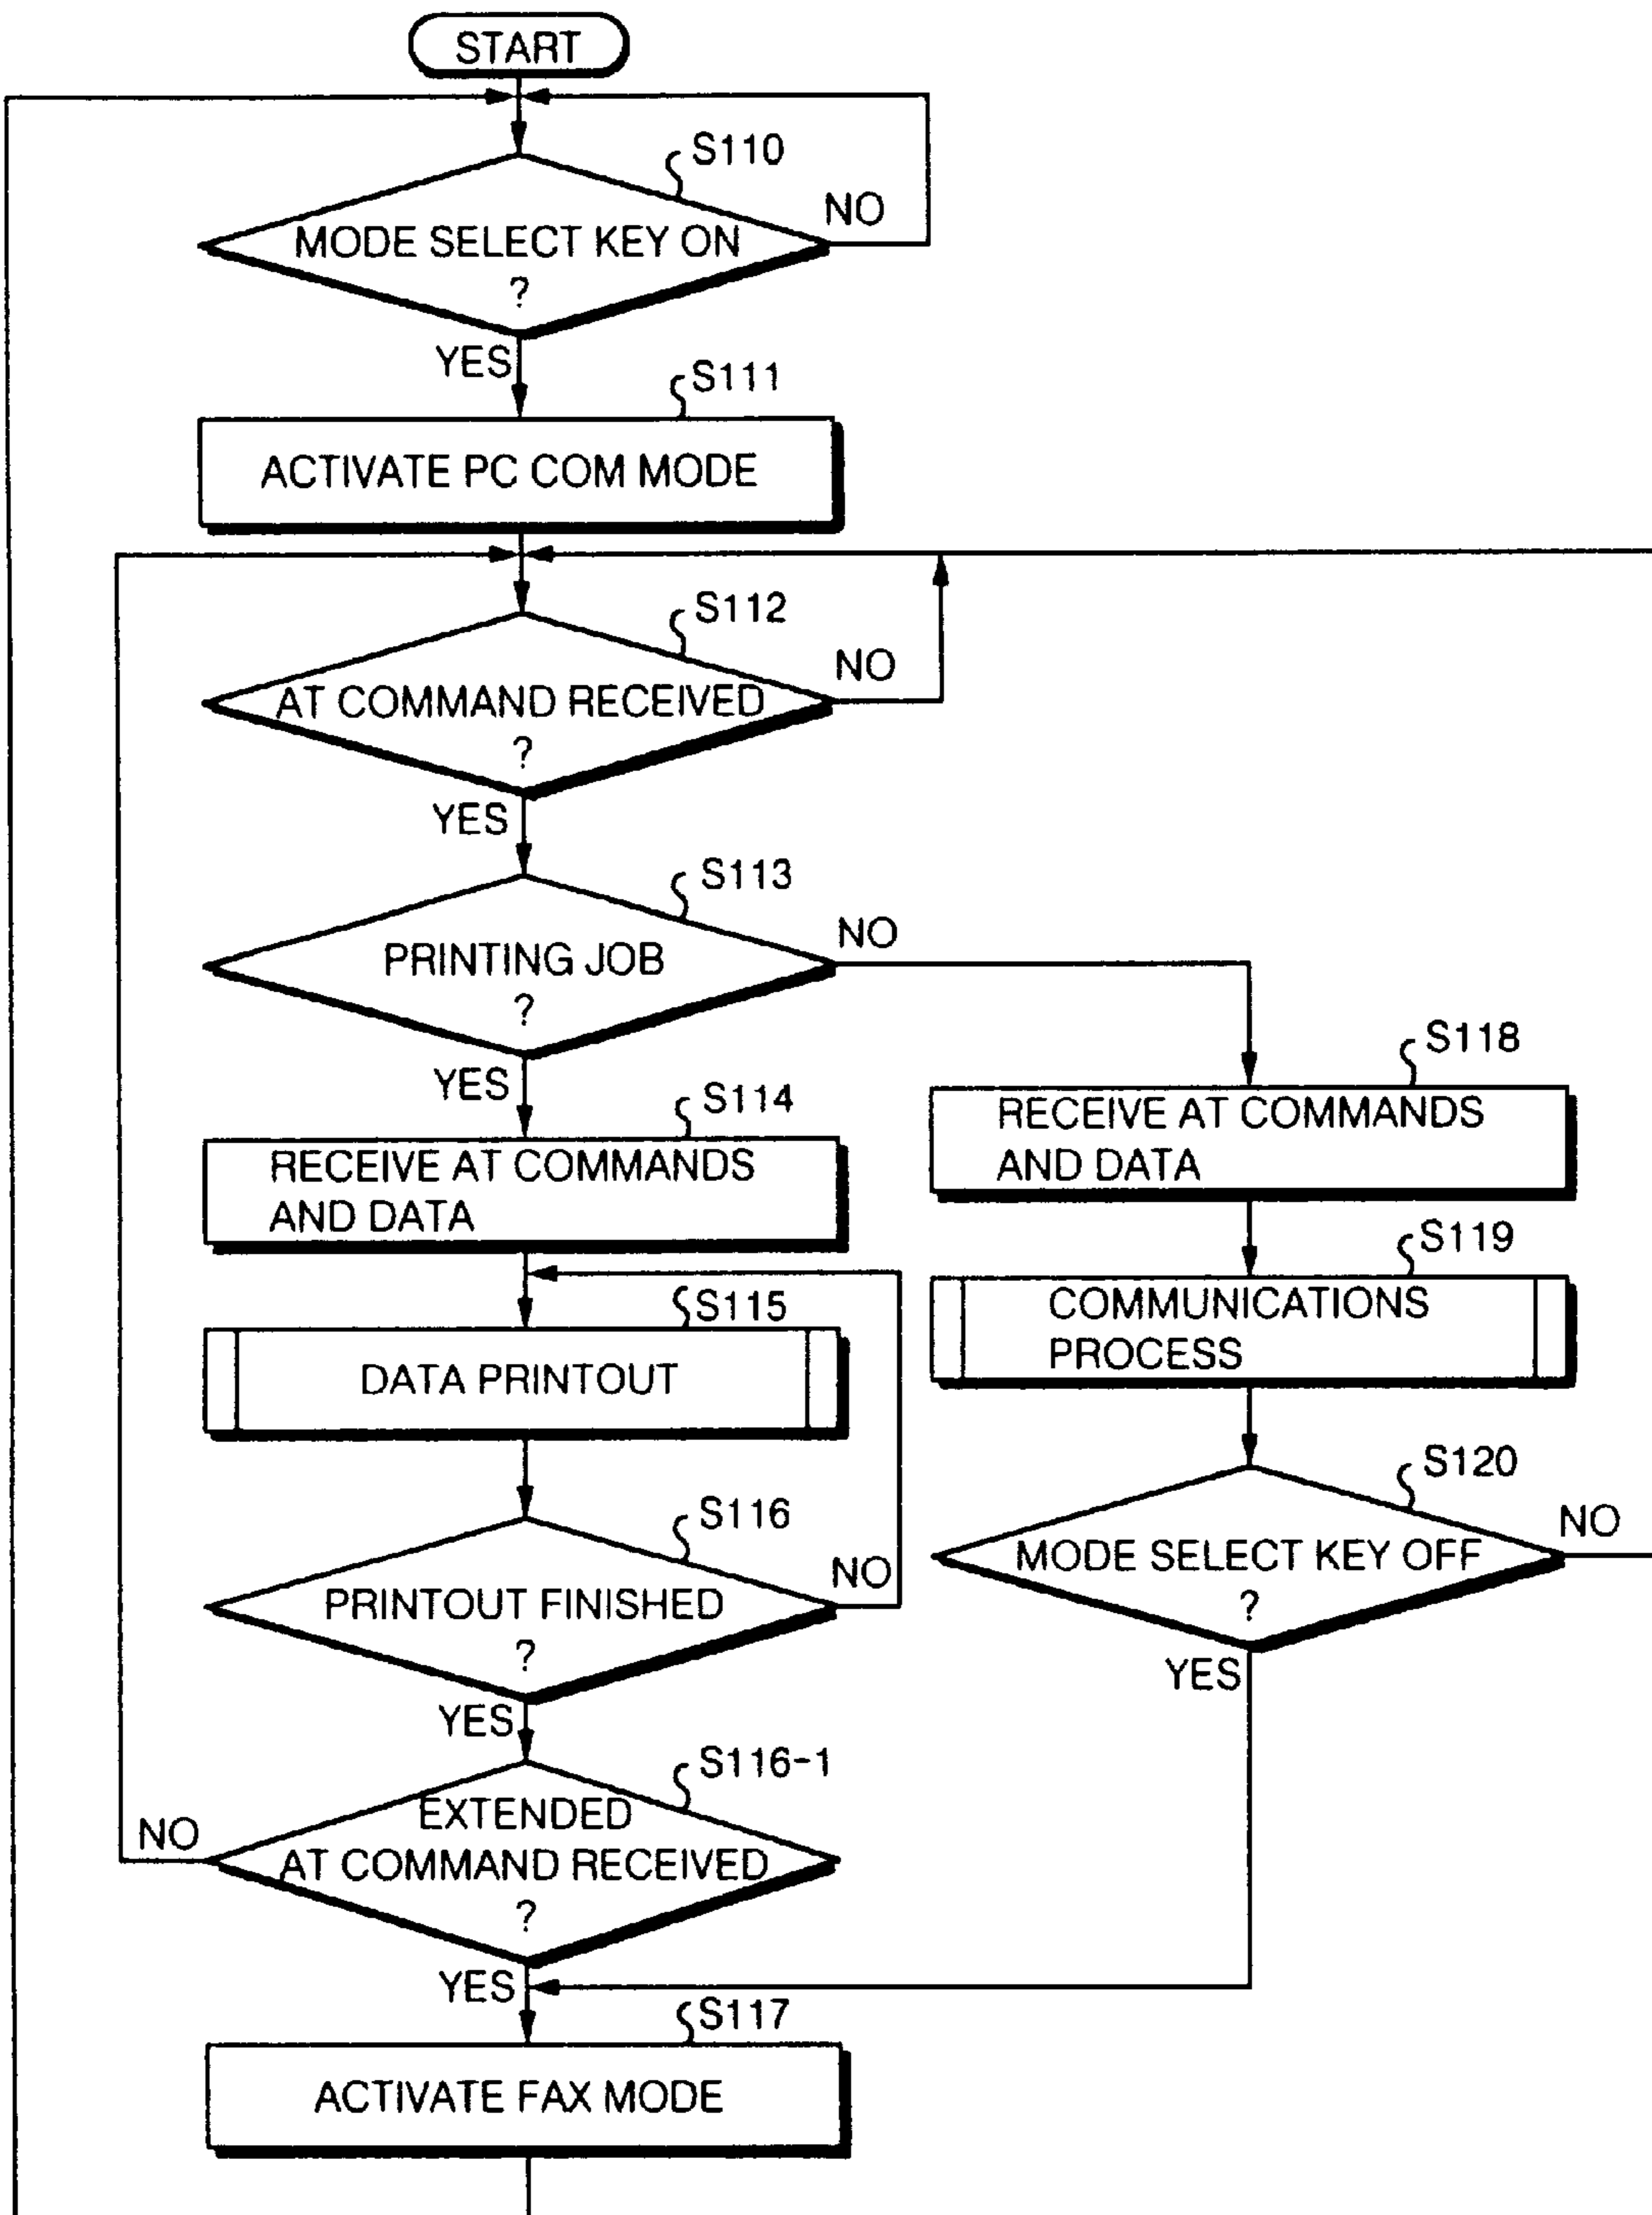 START
S110
NO
MODE SELECT KEY ON
?
YES
S111
ACTIVATE PC COM MODE
S112
NO
AT COMMAND RECEIVED
?
YES
S113
NO
PRINTING JOB
?
YES
S114
RECEIVE AT COMMANDS
AND DATA
S115
DATA PRINTOUT
S116
NO
PRINTOUT FINISHED
?
YES
S116-1
EXTENDED
NO
AT COMMAND RECEIVED
?
YES
S117
ACTIVATE FAX MODE
S118
RECEIVE AT COMMANDS
AND DATA
S119
COMMUNICATIONS
PROCESS
S120
NO
MODE SELECT KEY OFF
?
YES